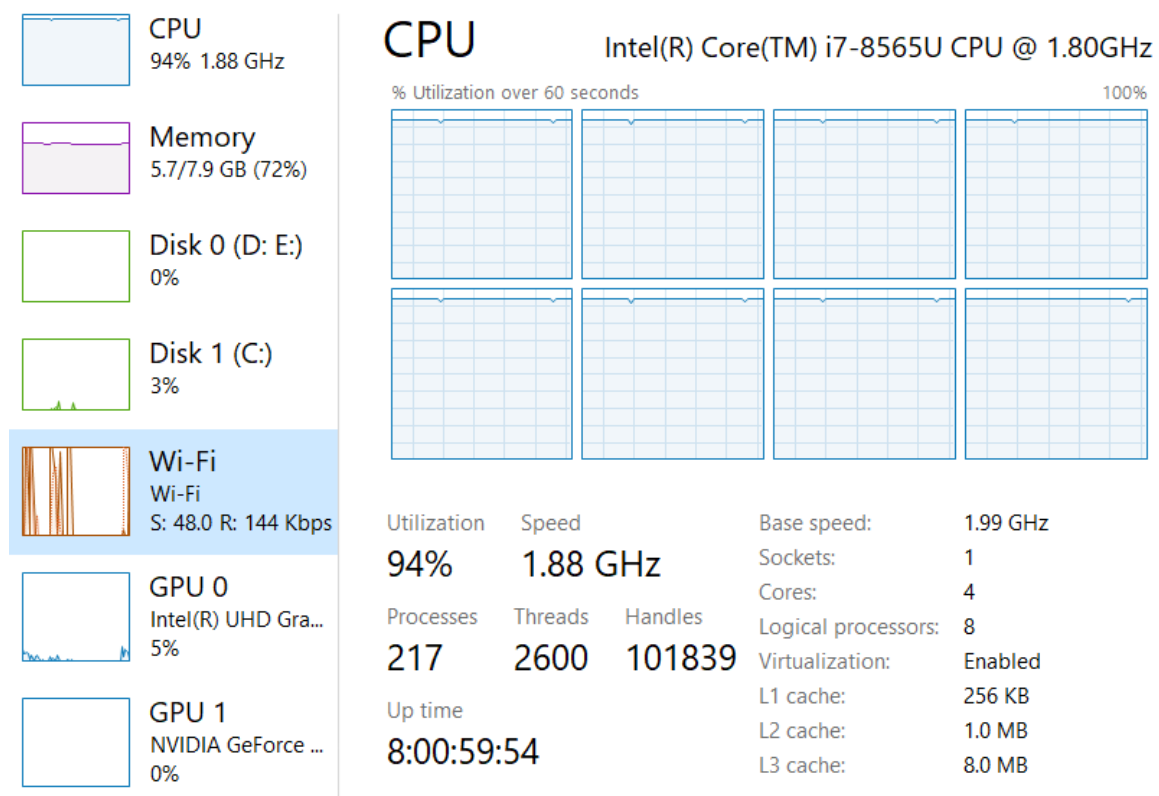 CPU
94% 1.88 GHz
Memory
5.7/7.9 GB (72%)
Disk 0 (D: E:)
0%
Disk 1 (C:)
3%
Wi-Fi
Wi-Fi
S: 48.0 R: 144 Kbps
GPU 0
Intel(R) UHD Gra...
5%
GPU 1
NVIDIA GeForce ...
0%
CPU Intel(R) Core(TM) i7-8565U CPU @ 1.80GHz
% Utilization over 60 seconds 100%
Utilization Speed
94% 1.88 GHz
Processes Threads Handles
217 2600 101839
Up time
8:00:59:54
Base speed: 1.99 GHz
Sockets: 1
Cores: 4
Logical processors: 8
Virtualization: Enabled
L1 cache: 256 KB
L2 cache: 1.0 MB
L3 cache: 8.0 MB